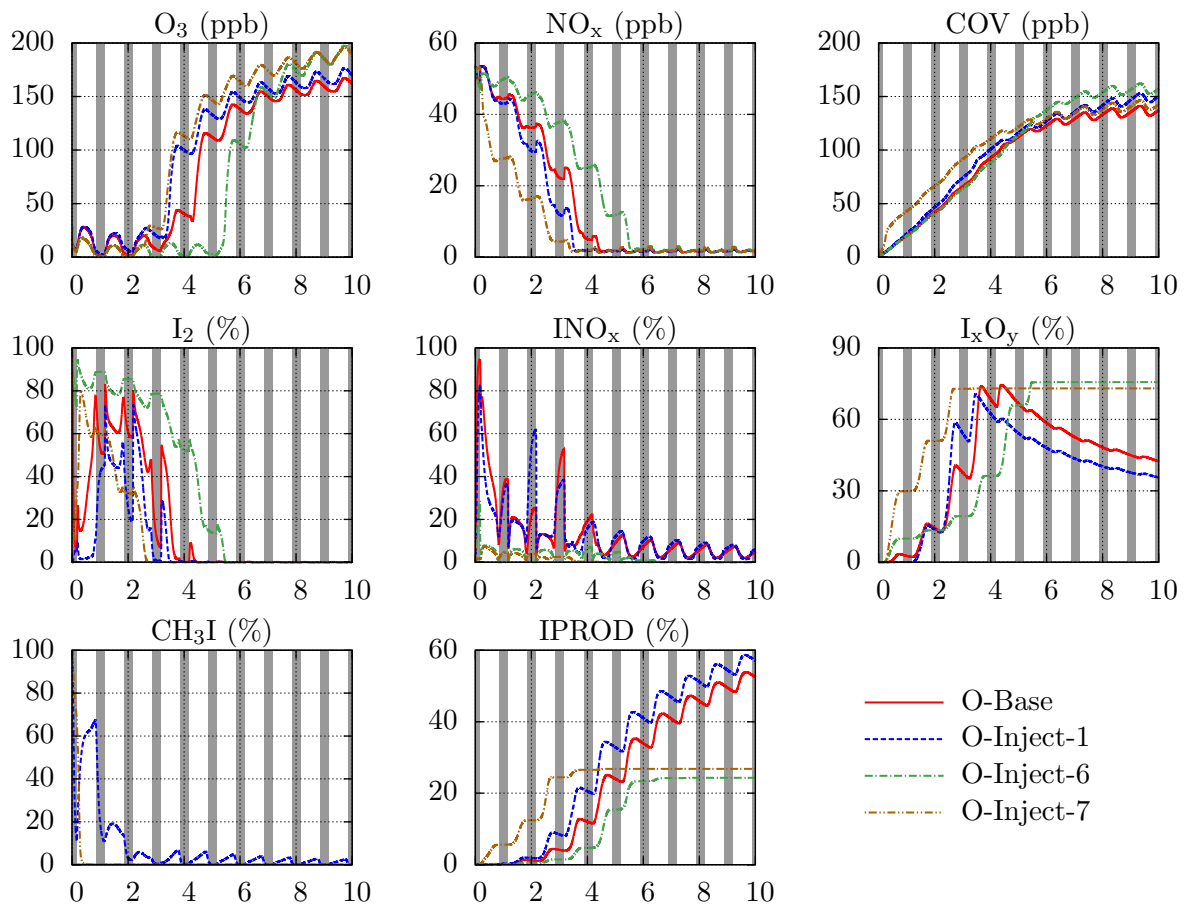 O₃ (ppb)
NOₓ (ppb)
COV (ppb)
200
150
100
50
0
0 2 4 6 8 10
60
40
20
0
0 2 4 6 8 10
200
150
100
50
0
0 2 4 6 8 10
I₂ (%)
INOₓ (%)
IₓOᵧ (%)
100
80
60
40
20
0
0 2 4 6 8 10
100
80
60
40
20
0
0 2 4 6 8 10
90
60
30
0
0 2 4 6 8 10
CH₃I (%)
IPROD (%)
100
80
60
40
20
0
0 2 4 6 8 10
60
40
20
0
0 2 4 6 8 10
O-Base
O-Inject-1
O-Inject-6
O-Inject-7